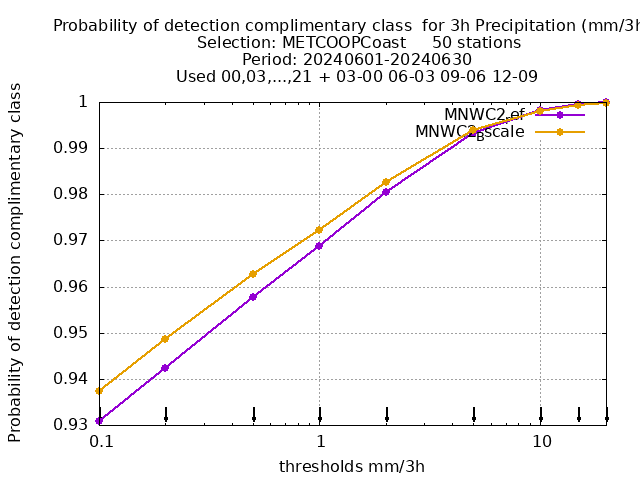 Probability of detection complimentary class  for 3h Precipitation (mm/3h
Selection: METCOOPCoast     50 stations
Period: 20240601-20240630
Used 00,03,...,21 + 03-00 06-03 09-06 12-09
Probability of detection complimentary class
1
0.99
0.98
0.97
0.96
0.95
0.94
0.93
MNWC2
MNWC2_Bscale
0.1
1
10
thresholds mm/3h